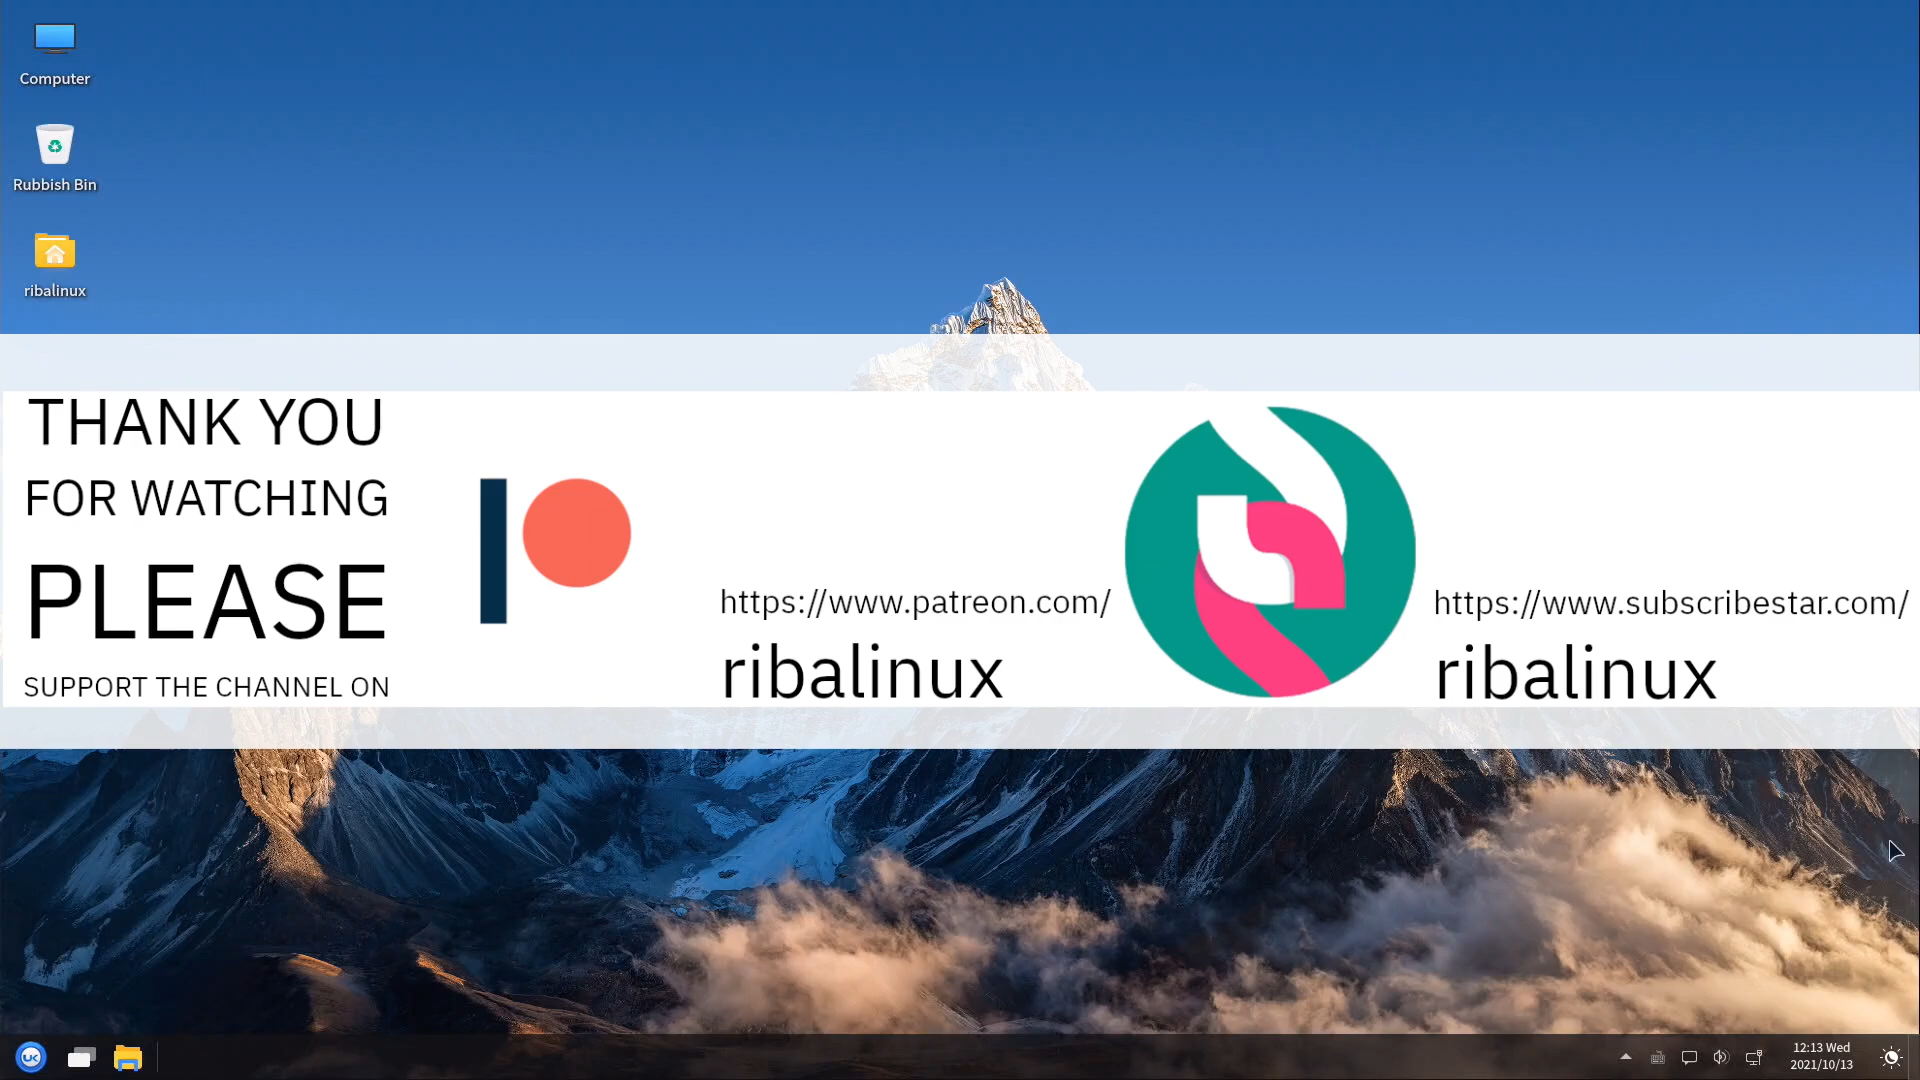 Computer
Rubbish Bin
ribalinux
THANK YOU
FOR WATCHING
PLEASE
SUPPORT THE CHANNEL ON
https://www.patreon.com/
ribalinux
https://www.subscribestar.com/
ribalinux
UK
12:13 Wed
2021/10/13